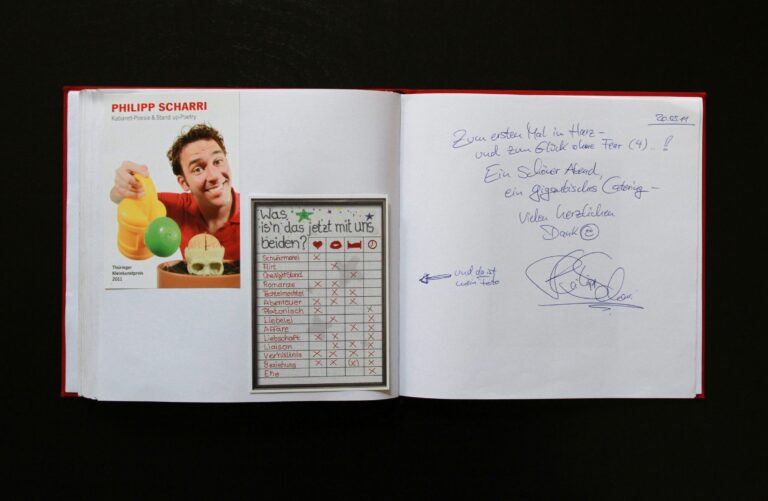 PHILIPP SCHARRI
Kabarett-Poesie & Stand up-Poetry
Thüringer
Kleinkunstpreis
2011
Was
is'n das jetzt mit uns
beiden?
Schwärmerei X
Flirt X
One Night Stand X
Romanze X X
Techtelmechtel X X
Abenteuer X X X
Platonisch X X
Liebelei X X
Affäre X X X
Liebschaft X X X
Liaison X X X
Verhältnis X X X X
Beziehung X X (X) X
Ehe X
20.03.14
Zum ersten Mal in Harz –
und zum Glück ohne Fear (4)..!
Ein Schöner Abend,
ein gigantisches Catering –
Vielen herzlichen
Dank
und da ist
mein Foto